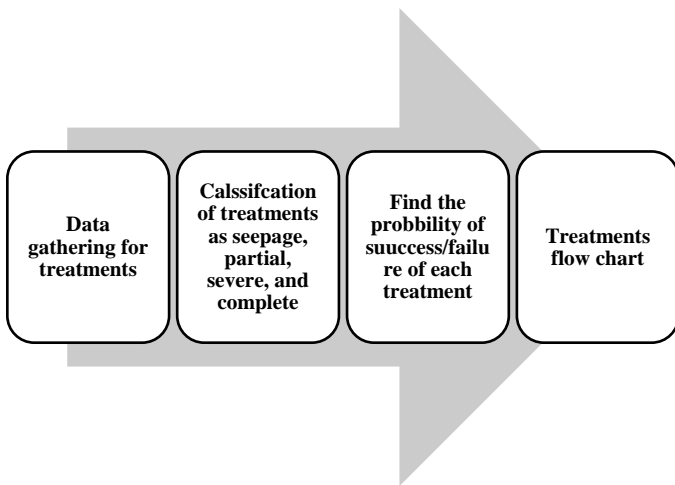 Data
gathering for
treatments
Calssifcation
of treatments
as seepage,
partial,
severe, and
complete
Find the
probbility of
suuccess/failu
re of each
treatment
Treatments
flow chart